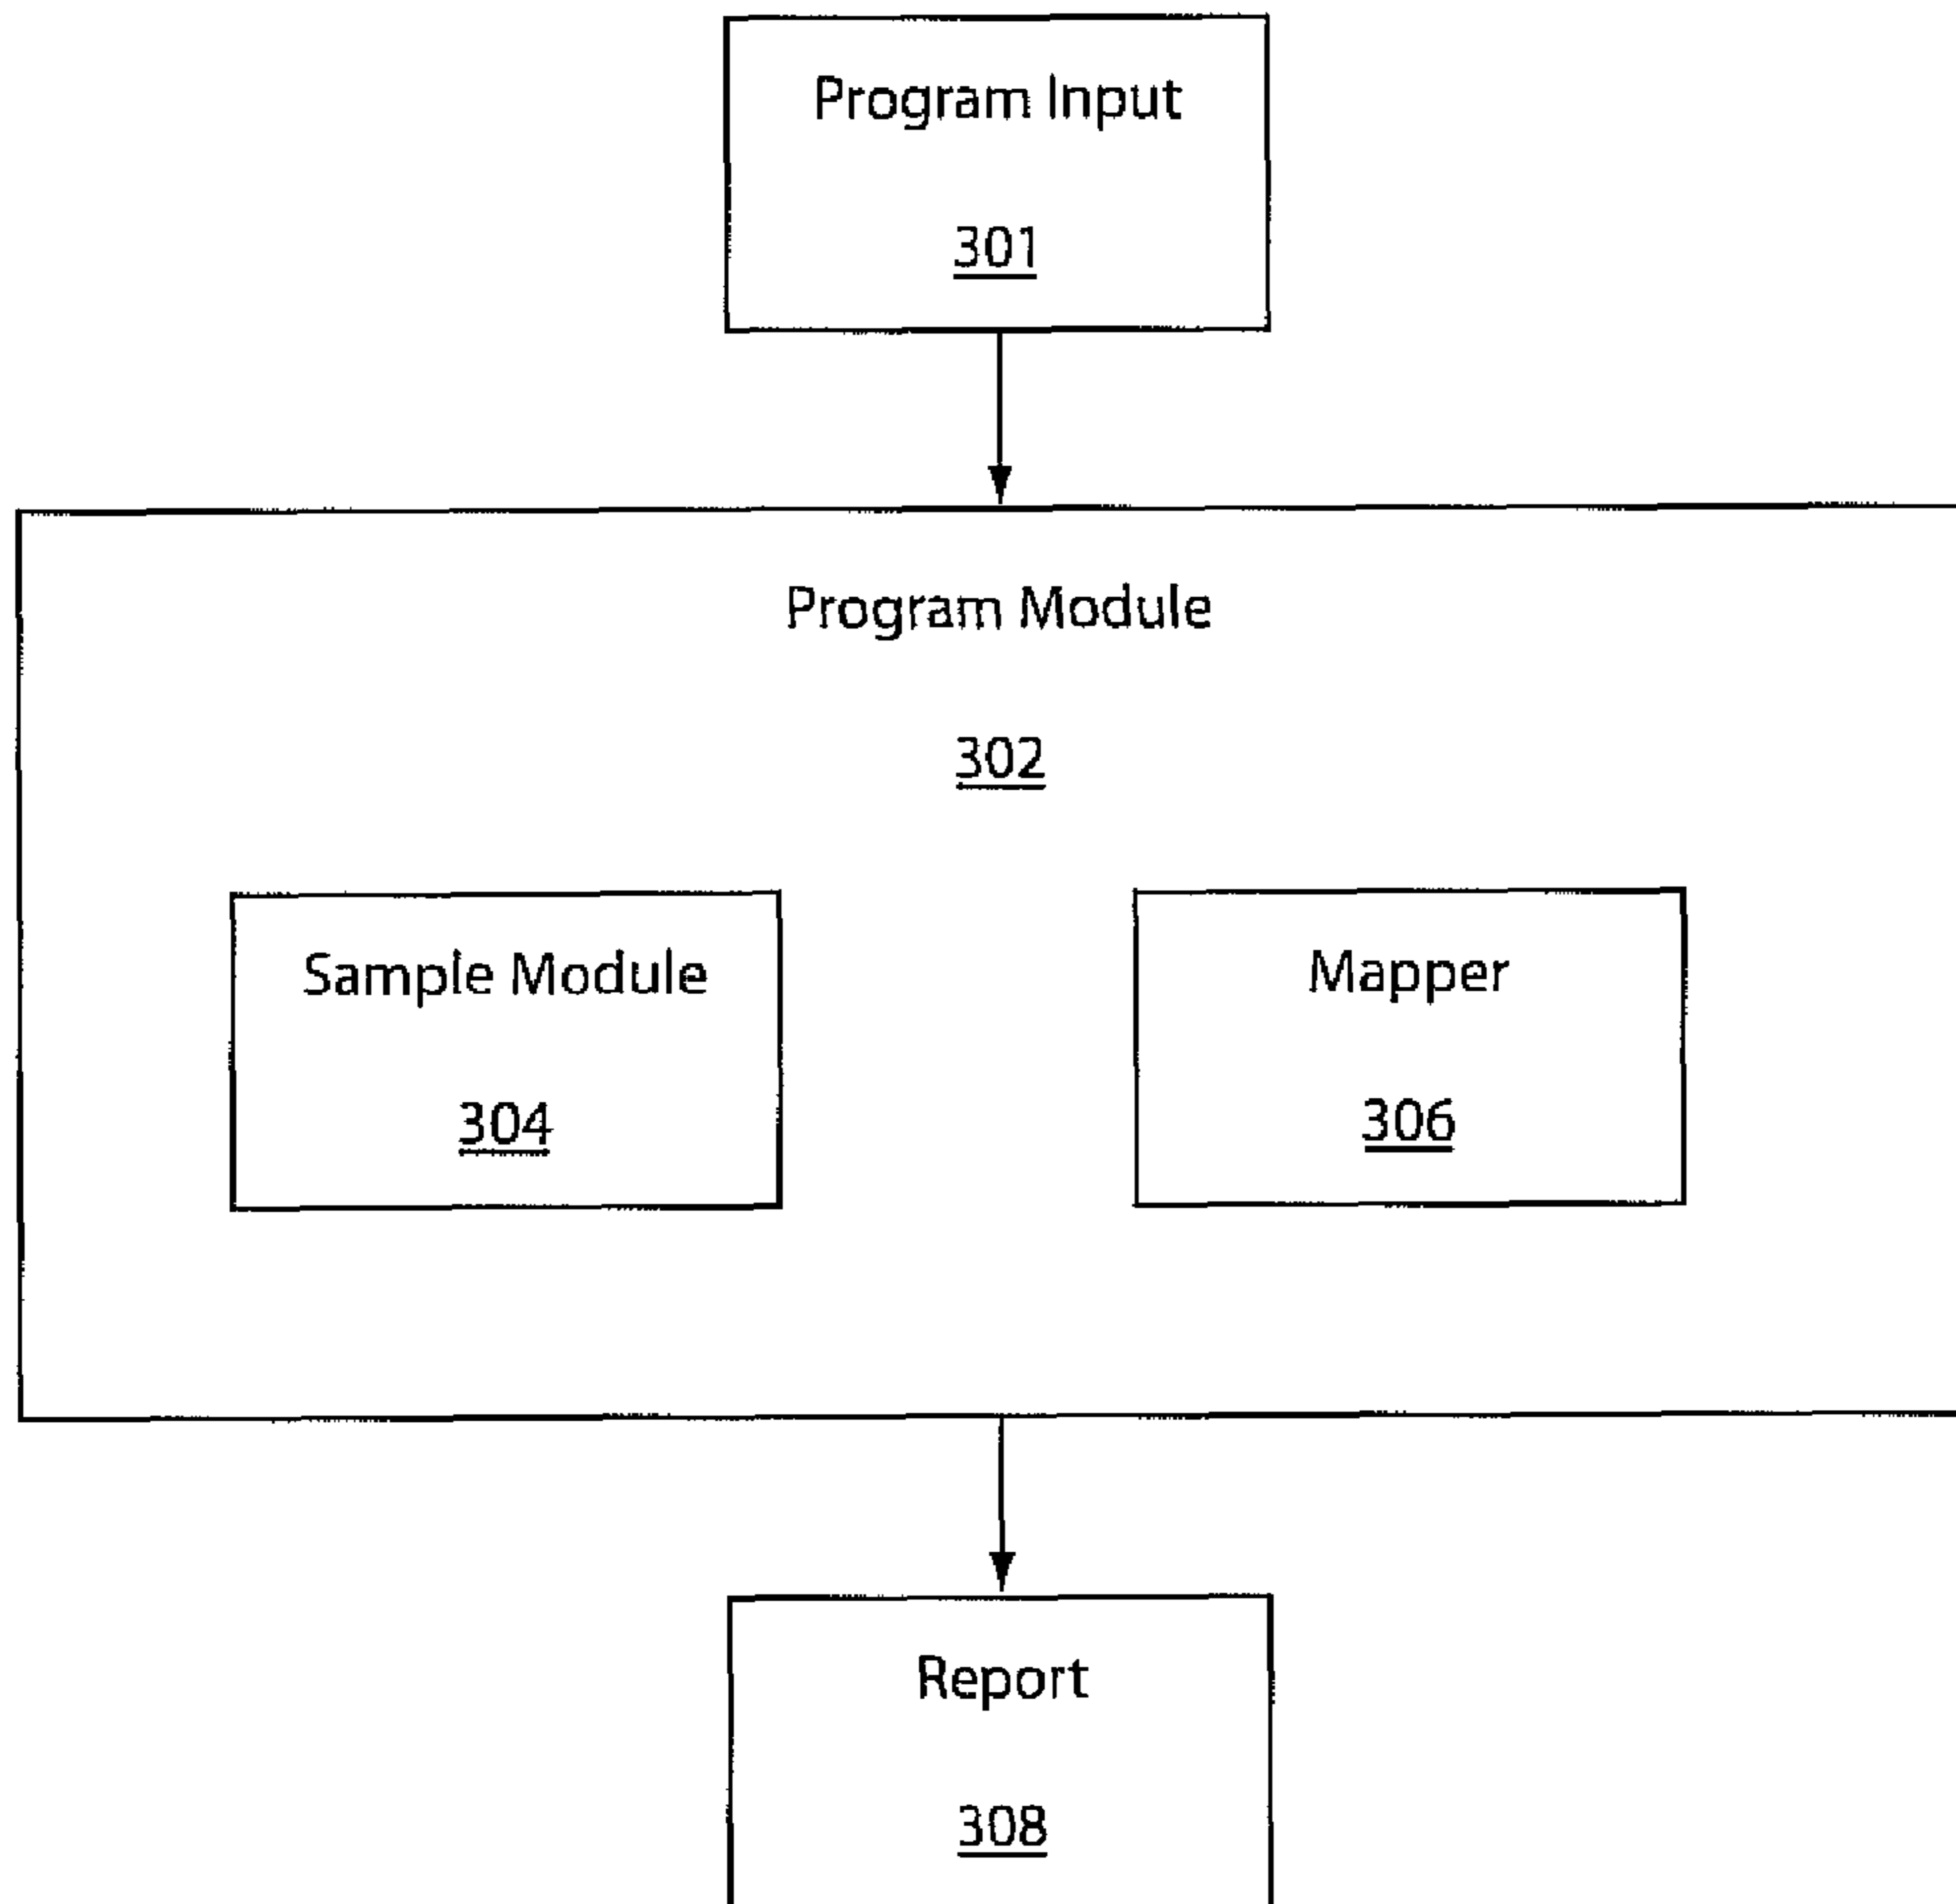 Program Input
301
Program Module
302
Sample Module
304
Mapper
306
Report
308